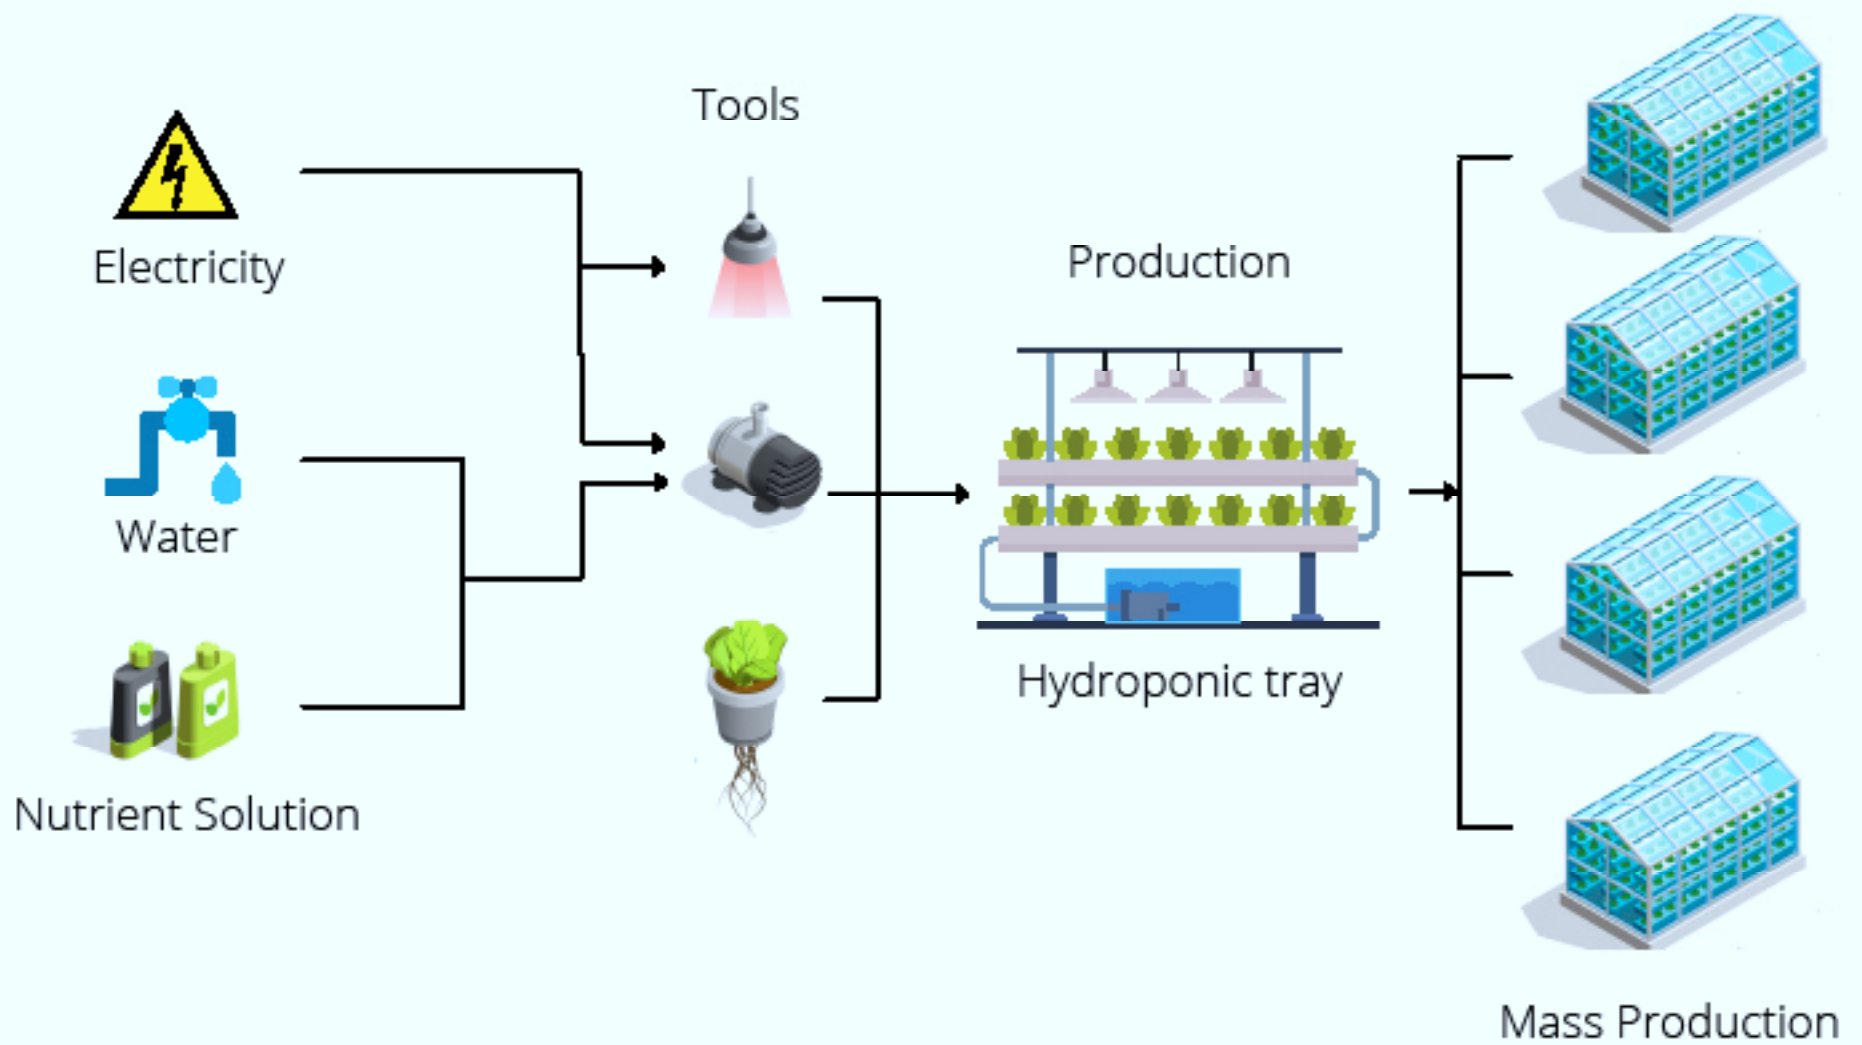 Tools
Electricity
Production
Water
Hydroponic tray
Nutrient Solution
Mass Production